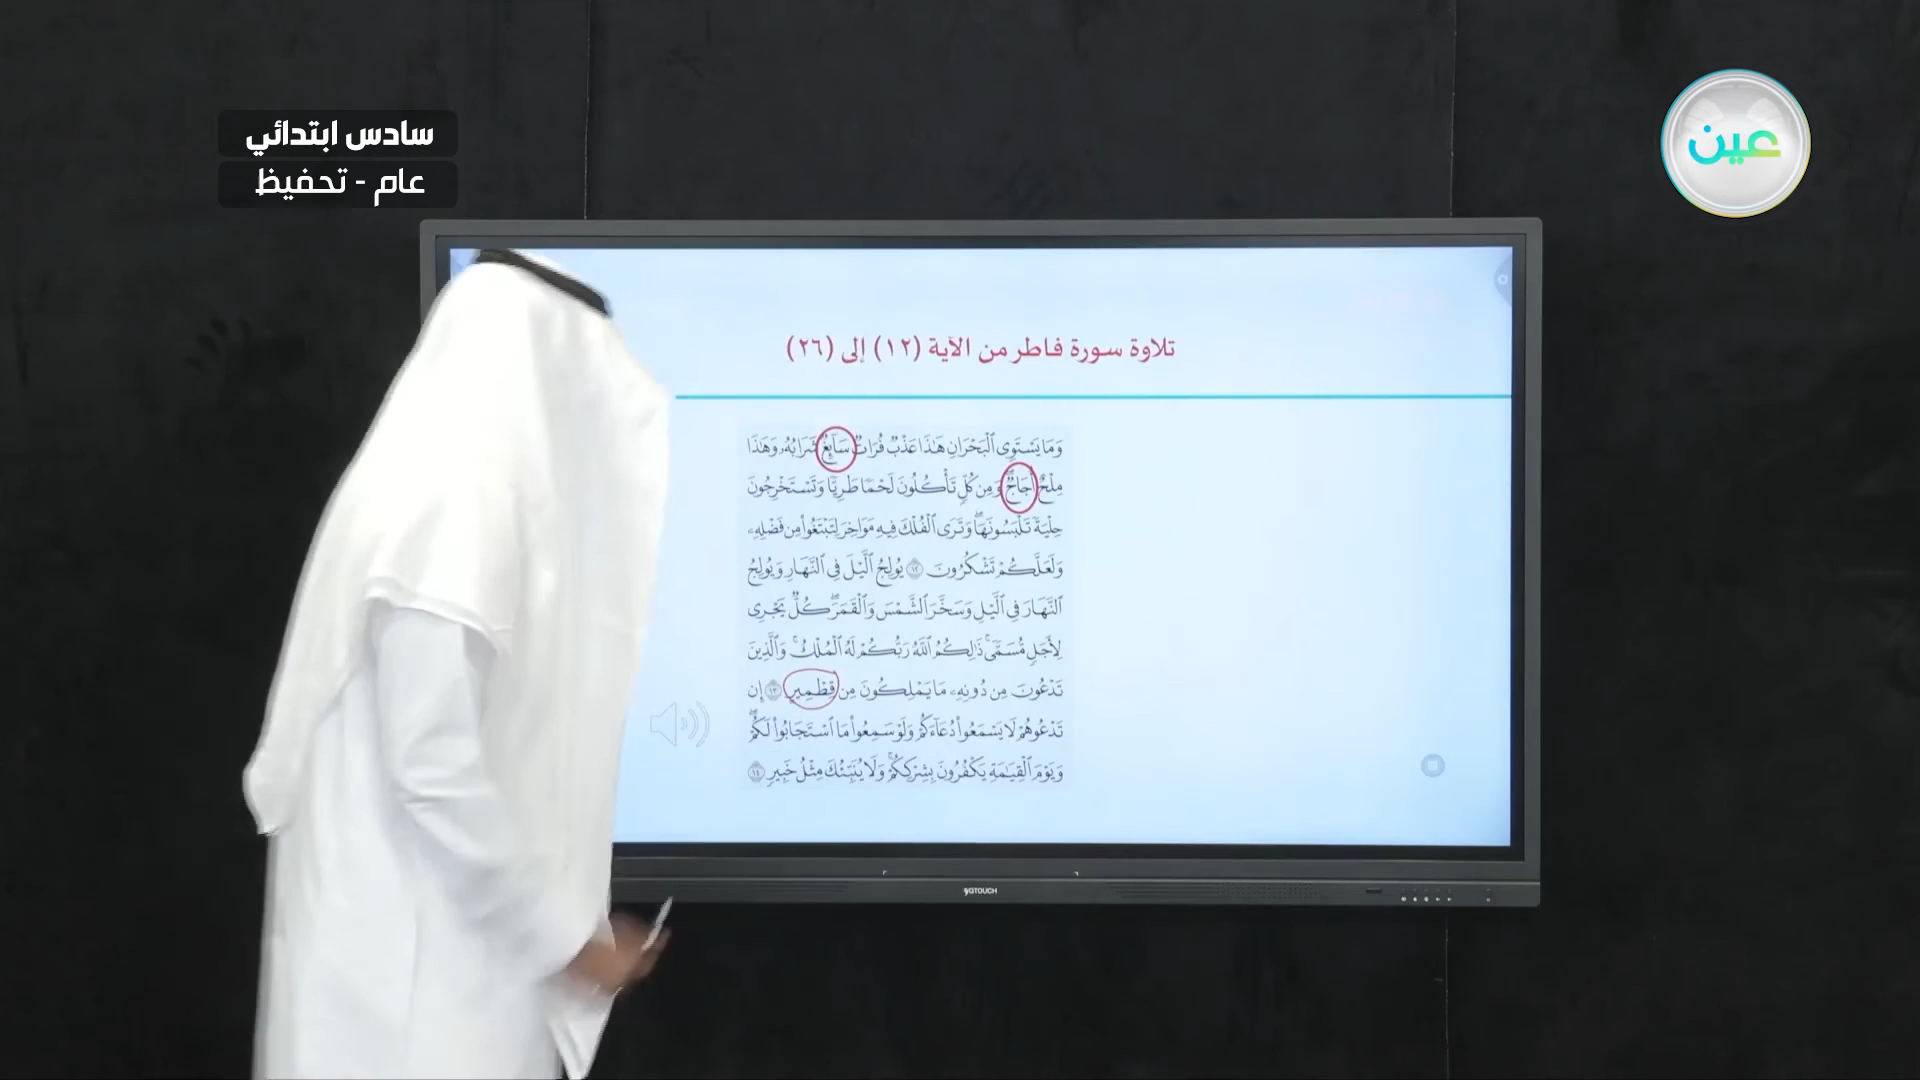 سادس ابتدائي
عام - تحفيظ
عين
تلاوة سورة فاطر من الآية (١٢) إلى (٢٦)
وَمَا يَسْتَوِي ٱلْبَحْرَانِ هَٰذَا عَذْبٌ فُرَاتٌ سَآئِغٌ شَرَابُهُۥ وَهَٰذَا
مِلْحٌ أُجَاجٌ ۖ وَمِن كُلٍّ تَأْكُلُونَ لَحْمًا طَرِيًّا وَتَسْتَخْرِجُونَ
حِلْيَةً تَلْبَسُونَهَا ۖ وَتَرَى ٱلْفُلْكَ فِيهِ مَوَاخِرَ لِتَبْتَغُوا۟ مِن فَضْلِهِۦ
وَلَعَلَّكُمْ تَشْكُرُونَ ١٢ يُولِجُ ٱلَّيْلَ فِي ٱلنَّهَارِ وَيُولِجُ
ٱلنَّهَارَ فِي ٱلَّيْلِ وَسَخَّرَ ٱلشَّمْسَ وَٱلْقَمَرَ ۖ كُلٌّ يَجْرِي
لِأَجَلٍ مُّسَمًّى ۚ ذَٰلِكُمُ ٱللَّهُ رَبُّكُمْ لَهُ ٱلْمُلْكُ ۚ وَٱلَّذِينَ
تَدْعُونَ مِن دُونِهِۦ مَا يَمْلِكُونَ مِن قِطْمِيرٍ ١٣ إِن
تَدْعُوهُمْ لَا يَسْمَعُوا۟ دُعَآءَكُمْ وَلَوْ سَمِعُوا۟ مَا ٱسْتَجَابُوا۟ لَكُمْ ۖ
وَيَوْمَ ٱلْقِيَٰمَةِ يَكْفُرُونَ بِشِرْكِكُمْ ۚ وَلَا يُنَبِّئُكَ مِثْلُ خَبِيرٍ ١٤
YQTOUCH